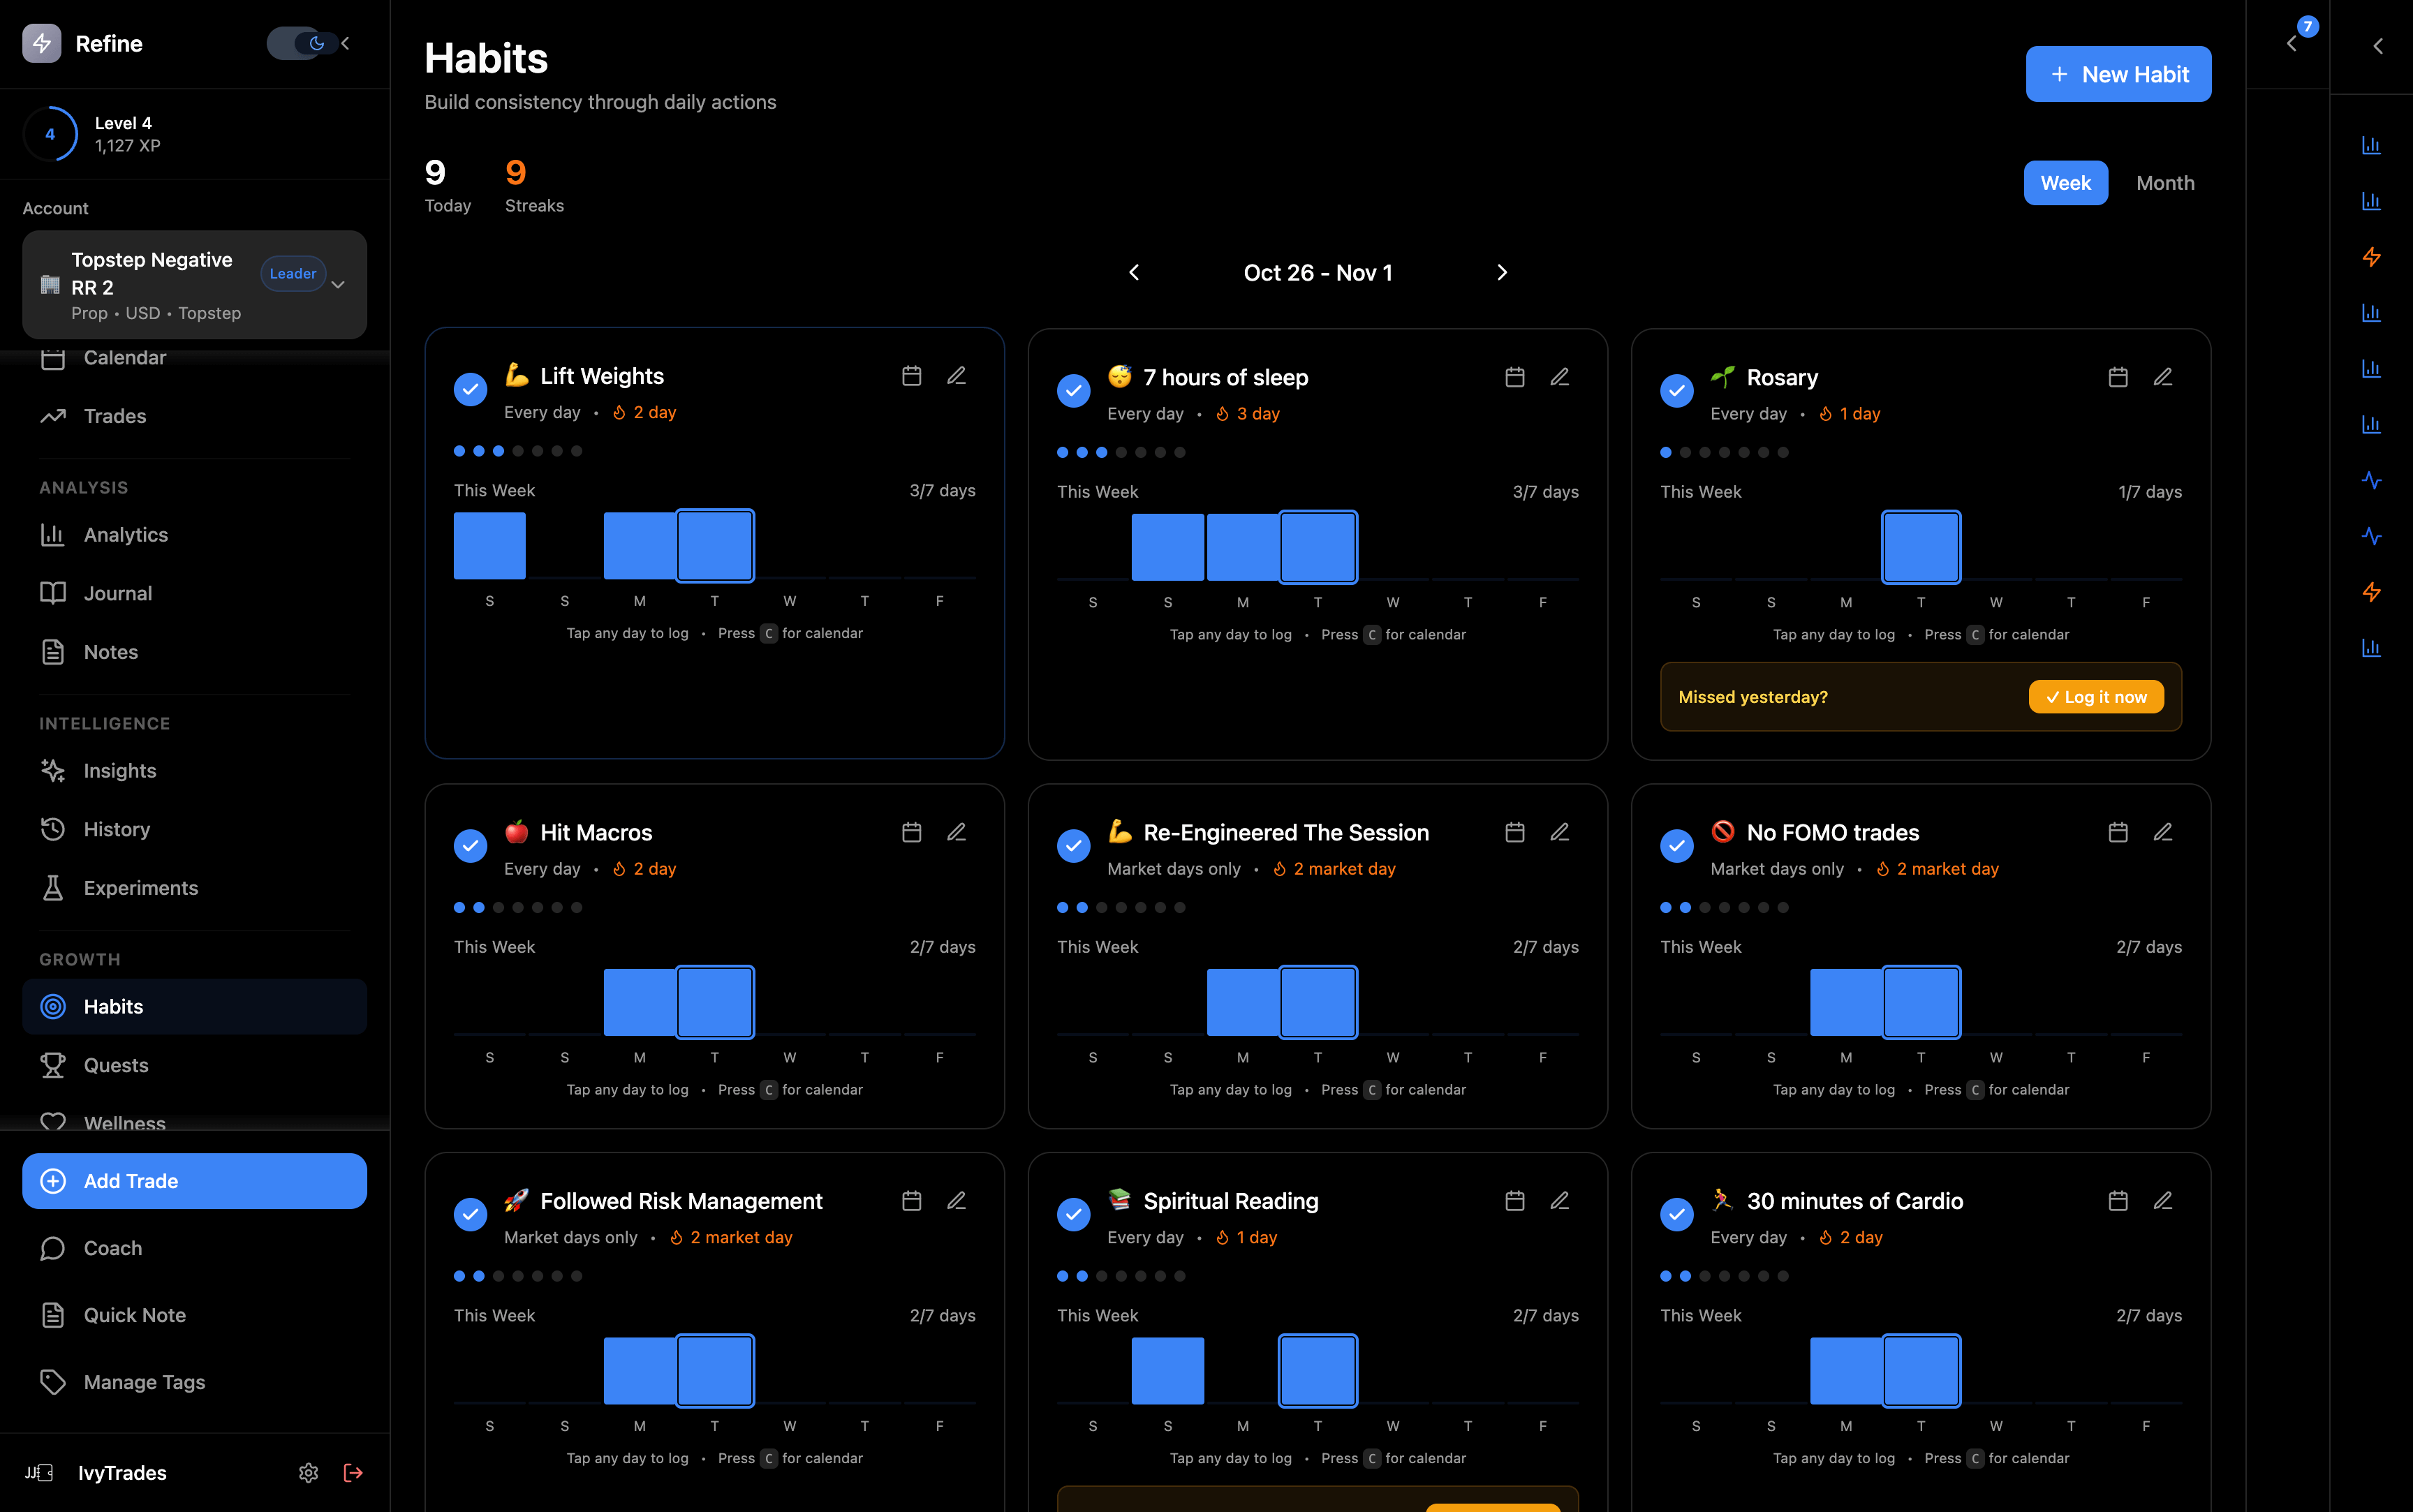 Refine
4
Level 4
1,127 XP
Account
Topstep Negative
RR 2
Leader
Prop • USD • Topstep
Calendar
Trades
ANALYSIS
Analytics
Journal
Notes
INTELLIGENCE
Insights
History
Experiments
GROWTH
Habits
Quests
Wellness
Add Trade
Coach
Quick Note
Manage Tags
IvyTrades
Habits
Build consistency through daily actions
New Habit
9
Today
9
Streaks
Week
Month
Oct 26 - Nov 1
Lift Weights
Every day • 2 day
This Week 3/7 days
S S M T W T F
Tap any day to log • Press C for calendar
7 hours of sleep
Every day • 3 day
This Week 3/7 days
S S M T W T F
Tap any day to log • Press C for calendar
Rosary
Every day • 1 day
This Week 1/7 days
S S M T W T F
Tap any day to log • Press C for calendar
Missed yesterday?
✓ Log it now
Hit Macros
Every day • 2 day
This Week 2/7 days
S S M T W T F
Tap any day to log • Press C for calendar
Re-Engineered The Session
Market days only • 2 market day
This Week 2/7 days
S S M T W T F
Tap any day to log • Press C for calendar
No FOMO trades
Market days only • 2 market day
This Week 2/7 days
S S M T W T F
Tap any day to log • Press C for calendar
Followed Risk Management
Market days only • 2 market day
This Week 2/7 days
S S M T W T F
Tap any day to log • Press C for calendar
Spiritual Reading
Every day • 1 day
This Week 2/7 days
S S M T W T F
Tap any day to log • Press C for calendar
30 minutes of Cardio
Every day • 2 day
This Week 2/7 days
S S M T W T F
Tap any day to log • Press C for calendar
7